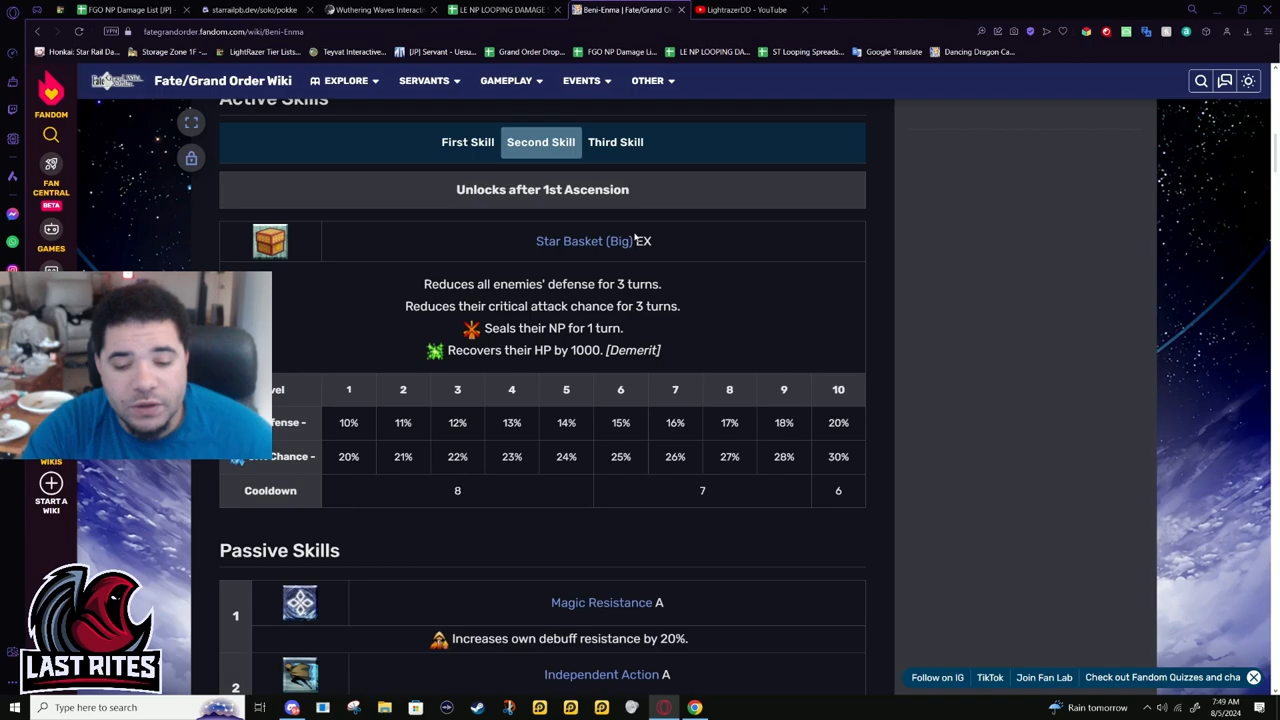 FGO NP Damage List [JP] -
starrailpb.dev/solo/pokke
Wuthering Waves Interactiv
LE NP LOOPING DAMAGE
Beni-Enma | Fate/Grand Or
LightrazerDD - YouTube
VPN
fategrandorder.fandom.com/wiki/Beni-Enma
Honkai: Star Rail Da...
Storage Zone 1F -...
LightRazer Tier Lists...
Teyvat Interactive...
[JP] Servant - Uesu...
Grand Order Drop...
FGO NP Damage Li...
LE NP LOOPING DA...
ST Looping Spreads...
Google Translate
Dancing Dragon Ca...
FANDOM
FAN CENTRAL
BETA
GAMES
WIKIS
START A WIKI
Fate/Grand Order Wiki
EXPLORE
SERVANTS
GAMEPLAY
EVENTS
OTHER
Active Skills
First Skill
Second Skill
Third Skill
Unlocks after 1st Ascension
Star Basket (Big) EX
Reduces all enemies' defense for 3 turns.
Reduces their critical attack chance for 3 turns.
Seals their NP for 1 turn.
Recovers their HP by 1000. [Demerit]
vel 1 2 3 4 5 6 7 8 9 10
fense - 10% 11% 12% 13% 14% 15% 16% 17% 18% 20%
Chance - 20% 21% 22% 23% 24% 25% 26% 27% 28% 30%
Cooldown 8 7 6
Passive Skills
1
Magic Resistance A
Increases own debuff resistance by 20%.
2
Independent Action A
LAST RITES
Follow on IG
TikTok
Join Fan Lab
Check out Fandom Quizzes and cha
Type here to search
Rain tomorrow
7:49 AM
8/5/2024